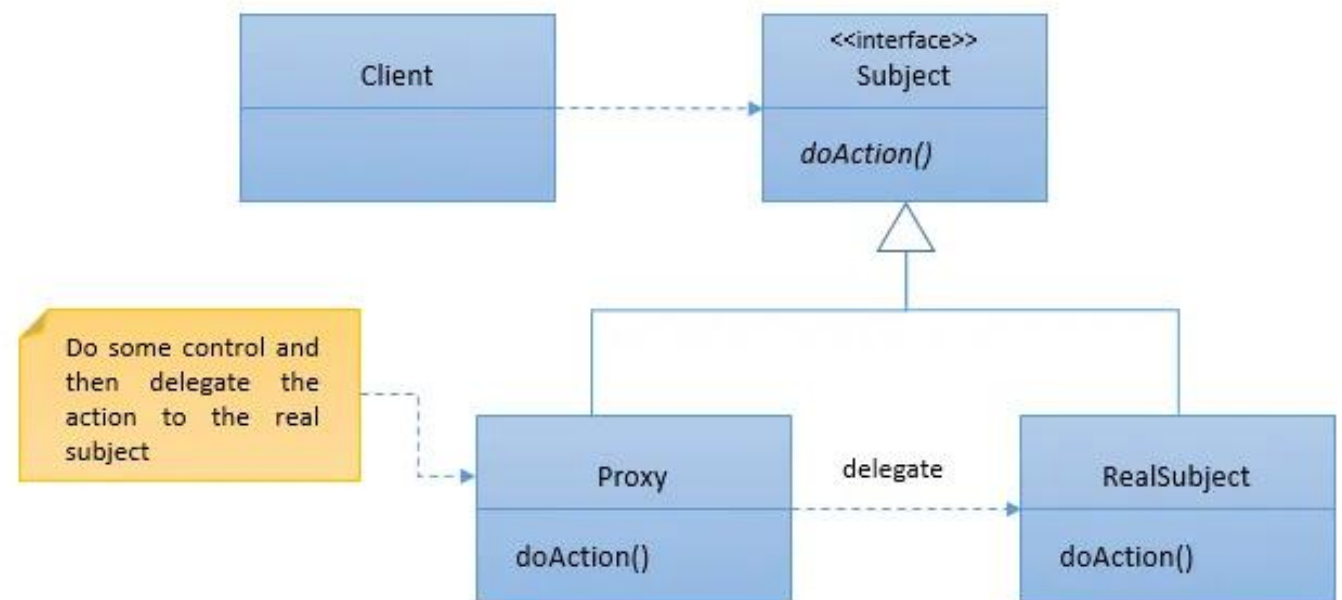 Client
<<interface>>
Subject
doAction()
Do some control and
then delegate the
action to the real
subject
Proxy
doAction()
delegate
RealSubject
doAction()